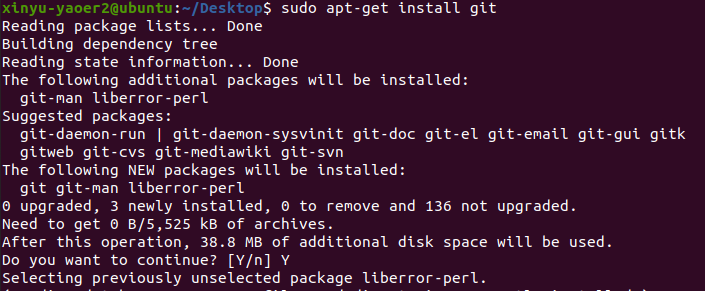 xinyu-yaoer2@ubuntu:~/Desktop$ sudo apt-get install git
Reading package lists... Done
Building dependency tree
Reading state information... Done
The following additional packages will be installed:
  git-man liberror-perl
Suggested packages:
  git-daemon-run | git-daemon-sysvinit git-doc git-el git-email git-gui gitk
  gitweb git-cvs git-mediawiki git-svn
The following NEW packages will be installed:
  git git-man liberror-perl
0 upgraded, 3 newly installed, 0 to remove and 136 not upgraded.
Need to get 0 B/5,525 kB of archives.
After this operation, 38.8 MB of additional disk space will be used.
Do you want to continue? [Y/n] Y
Selecting previously unselected package liberror-perl.